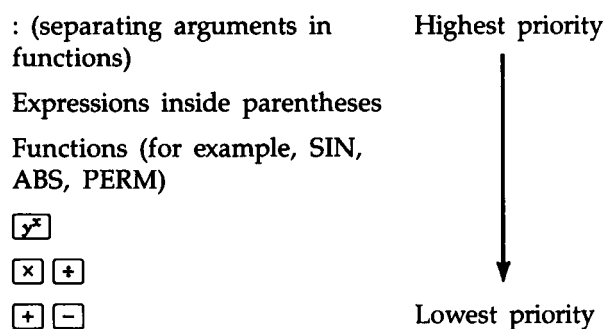 : (separating arguments in functions) Highest priority
Expressions inside parentheses
Functions (for example, SIN,
ABS, PERM)
yˣ
× +
+ − Lowest priority